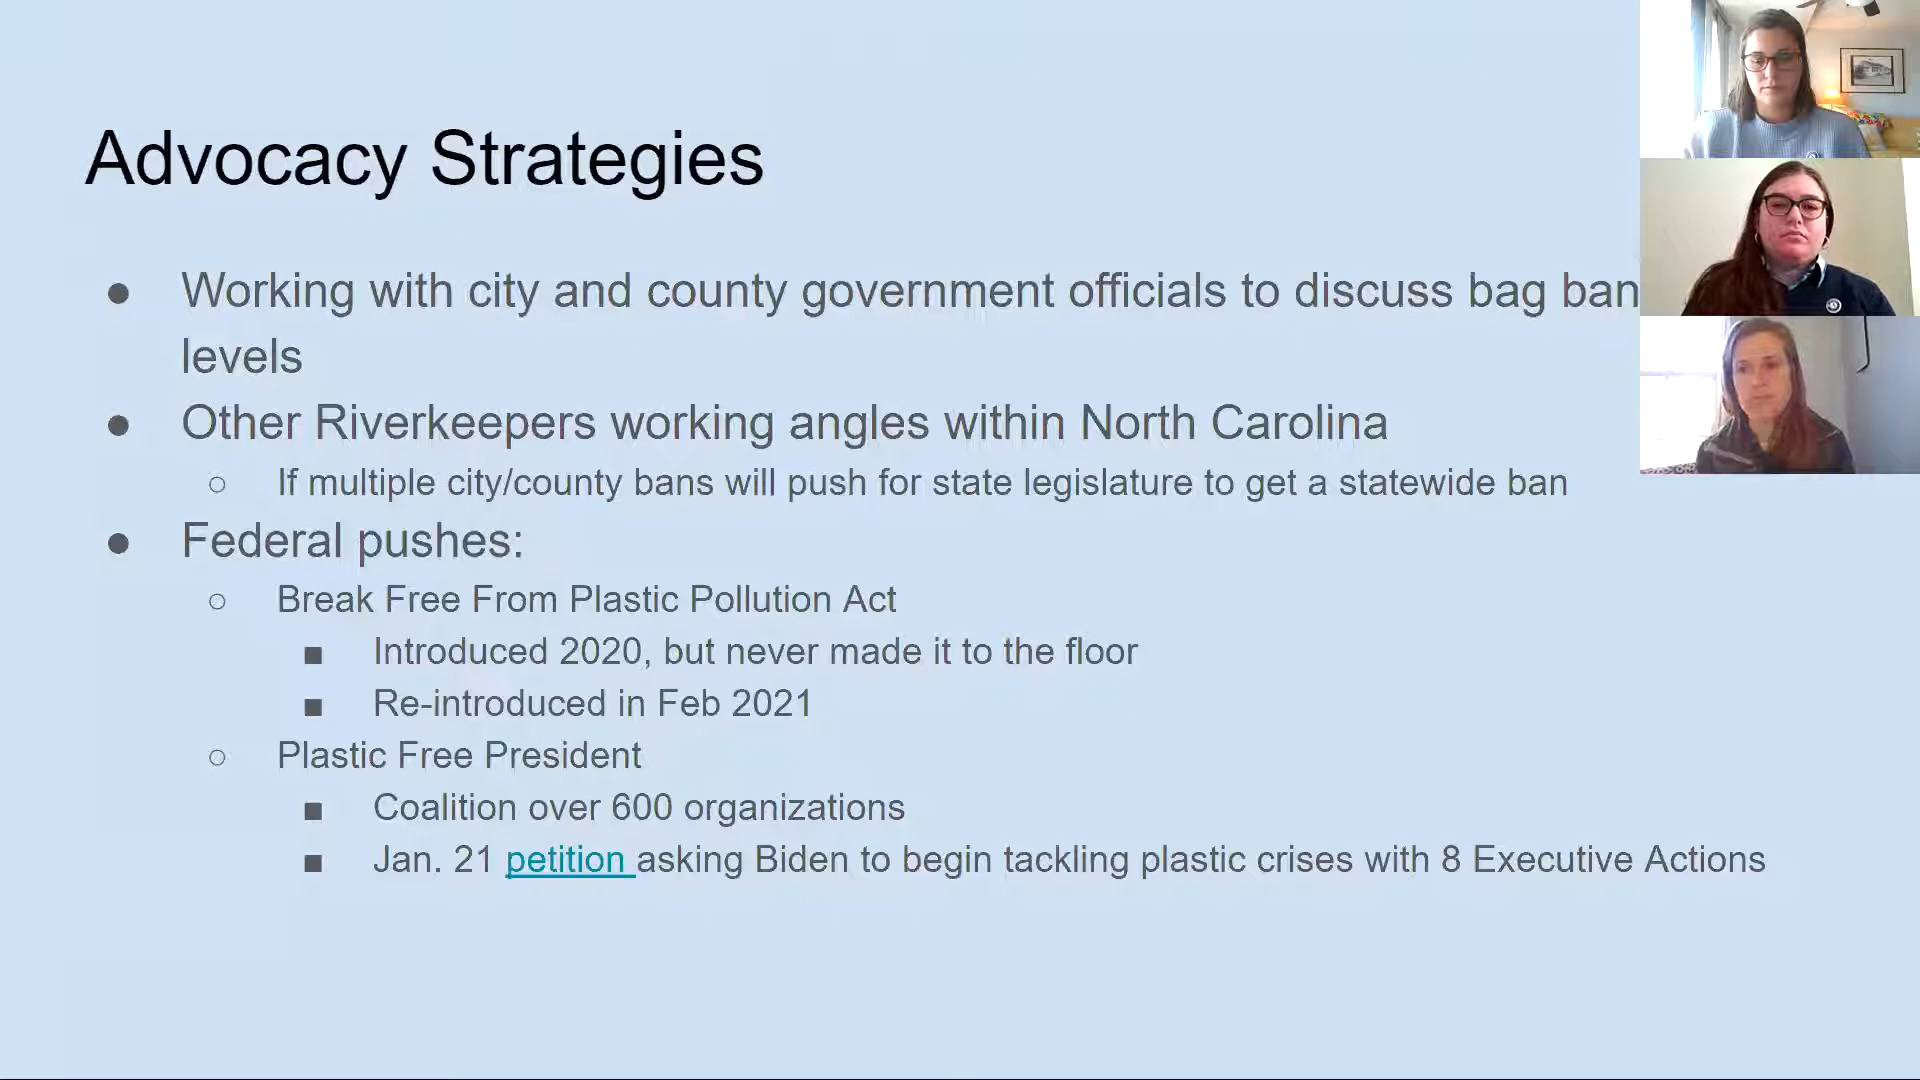 Advocacy Strategies
● Working with city and county government officials to discuss bag ban
levels
● Other Riverkeepers working angles within North Carolina
○ If multiple city/county bans will push for state legislature to get a statewide ban
● Federal pushes:
○ Break Free From Plastic Pollution Act
■ Introduced 2020, but never made it to the floor
■ Re-introduced in Feb 2021
○ Plastic Free President
■ Coalition over 600 organizations
■ Jan. 21 petition asking Biden to begin tackling plastic crises with 8 Executive Actions